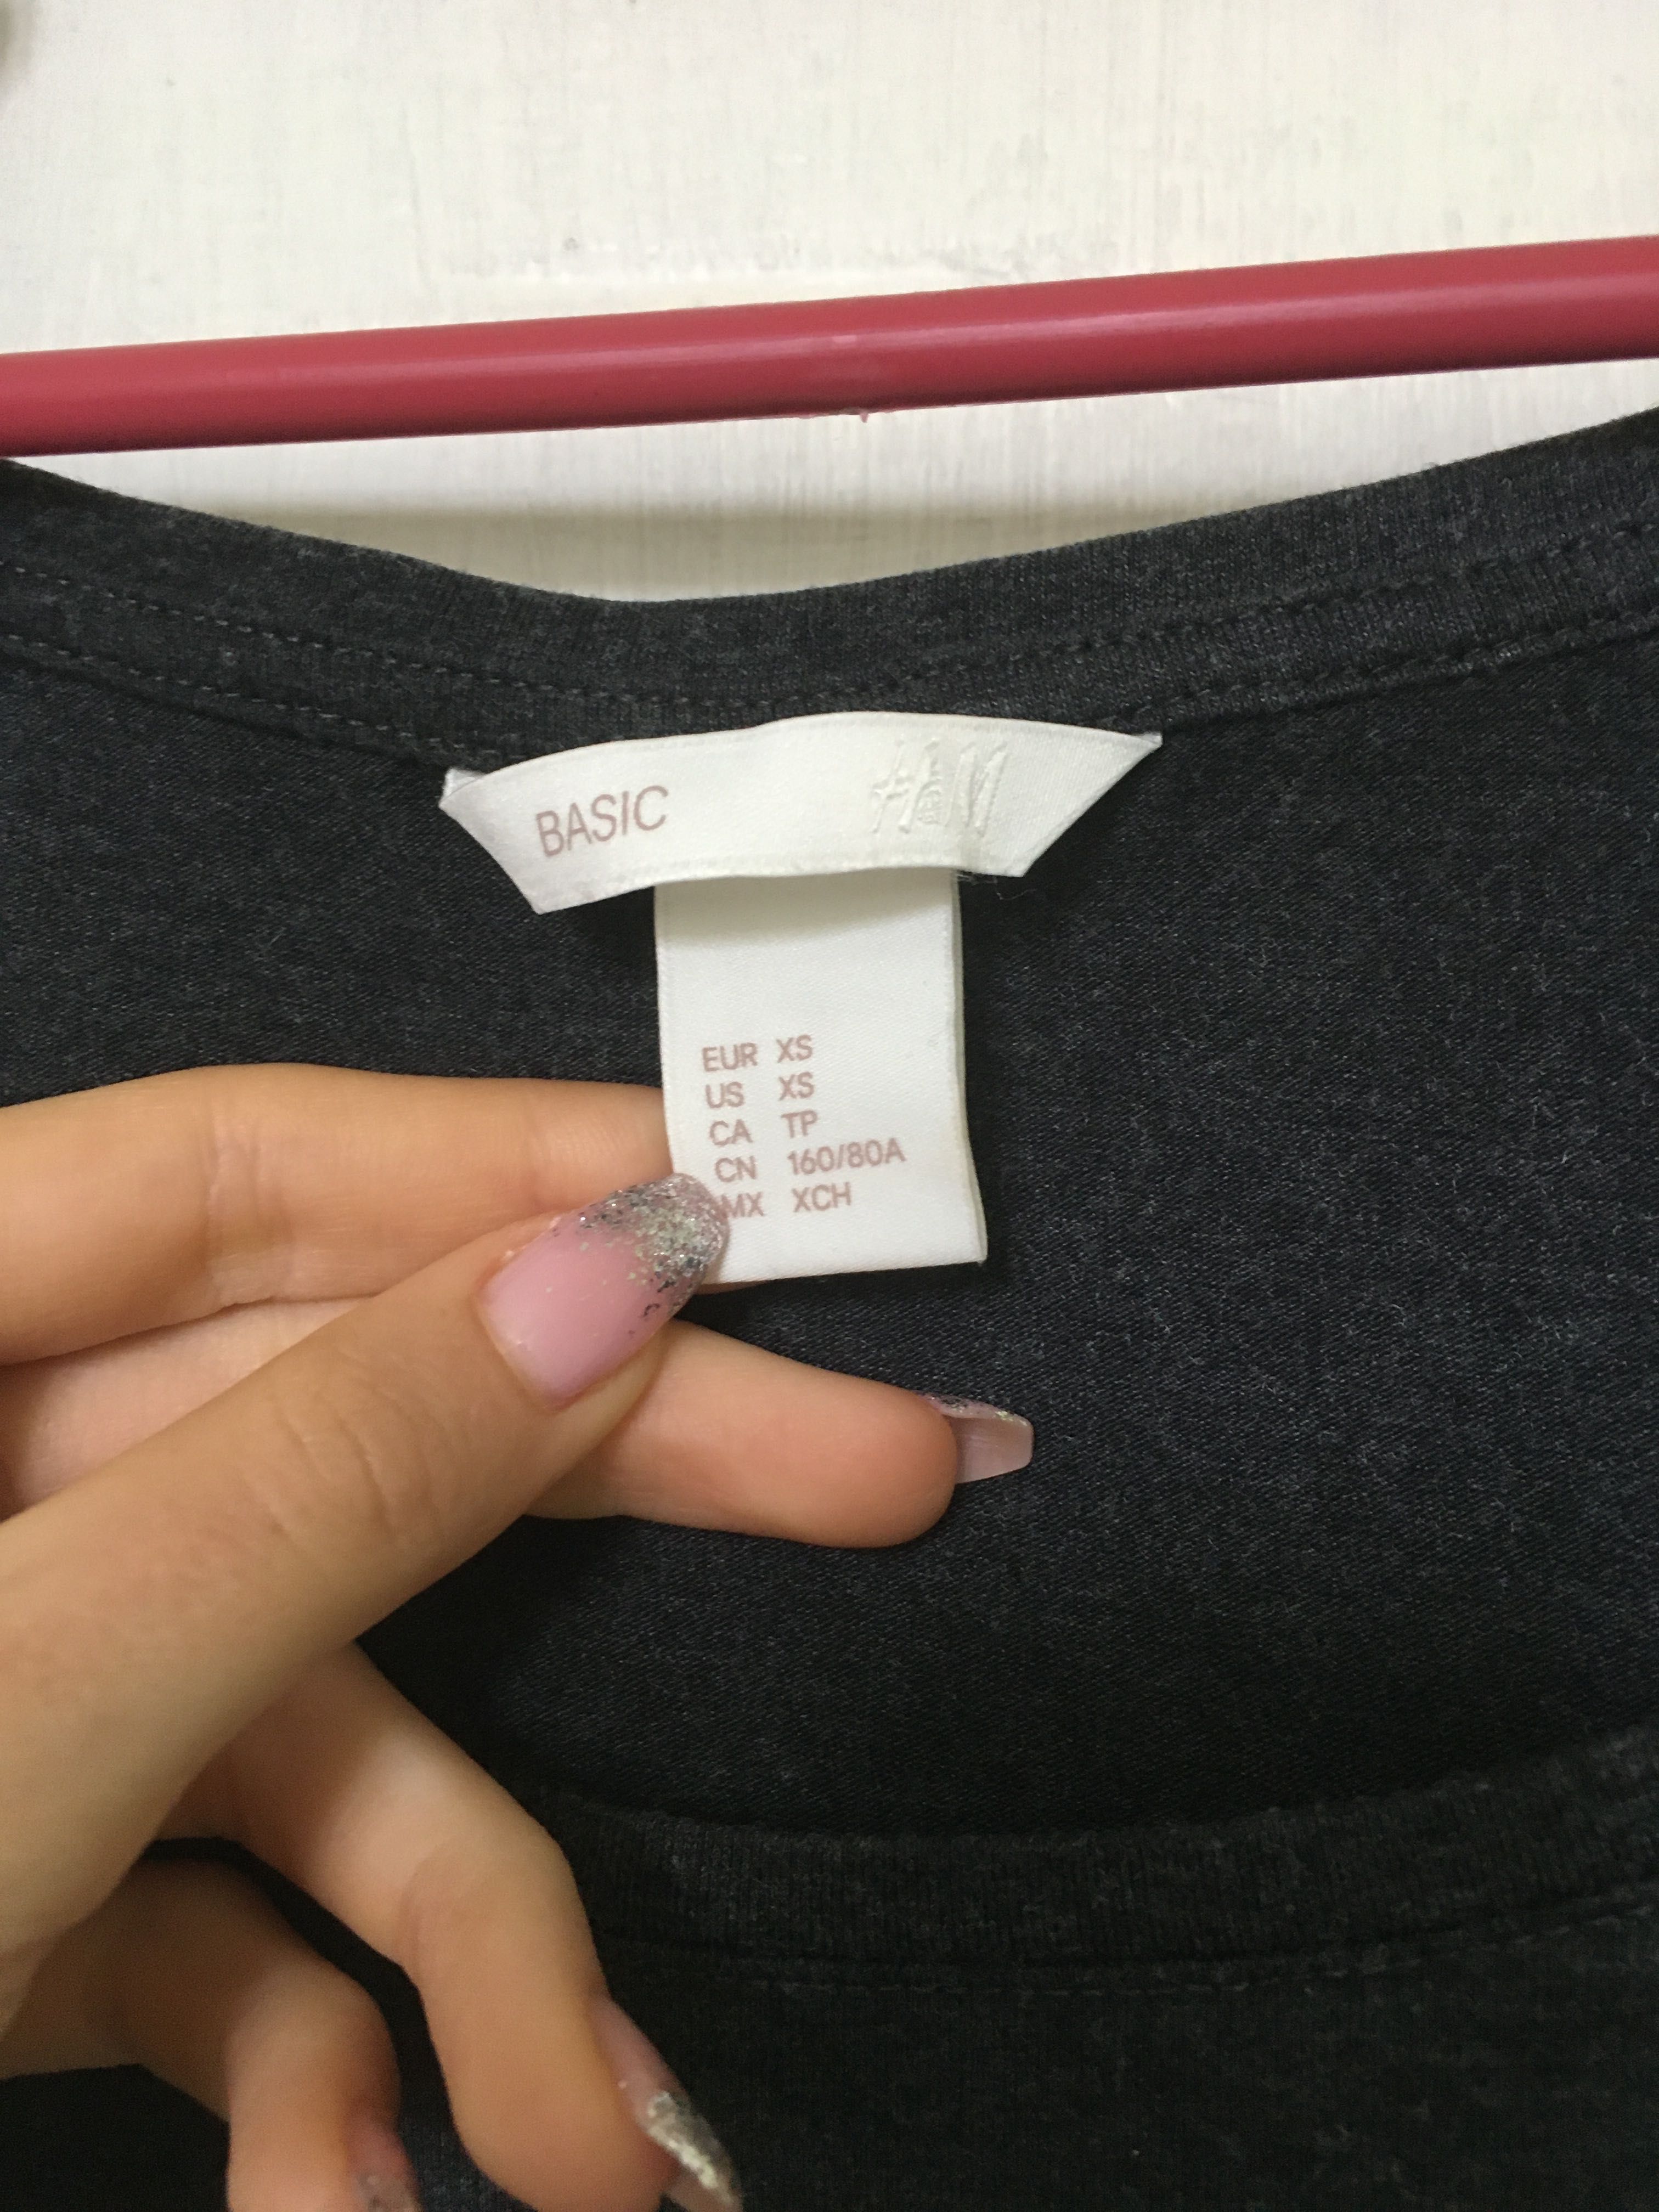 BASIC H&M
EUR XS
US XS
CA TP
CN 160/80A
MX XCH